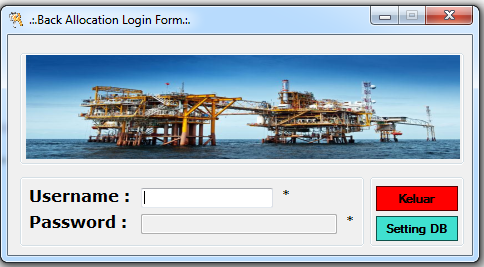 .:.Back Allocation Login Form.:.
Username : *
Password : *
Keluar
Setting DB